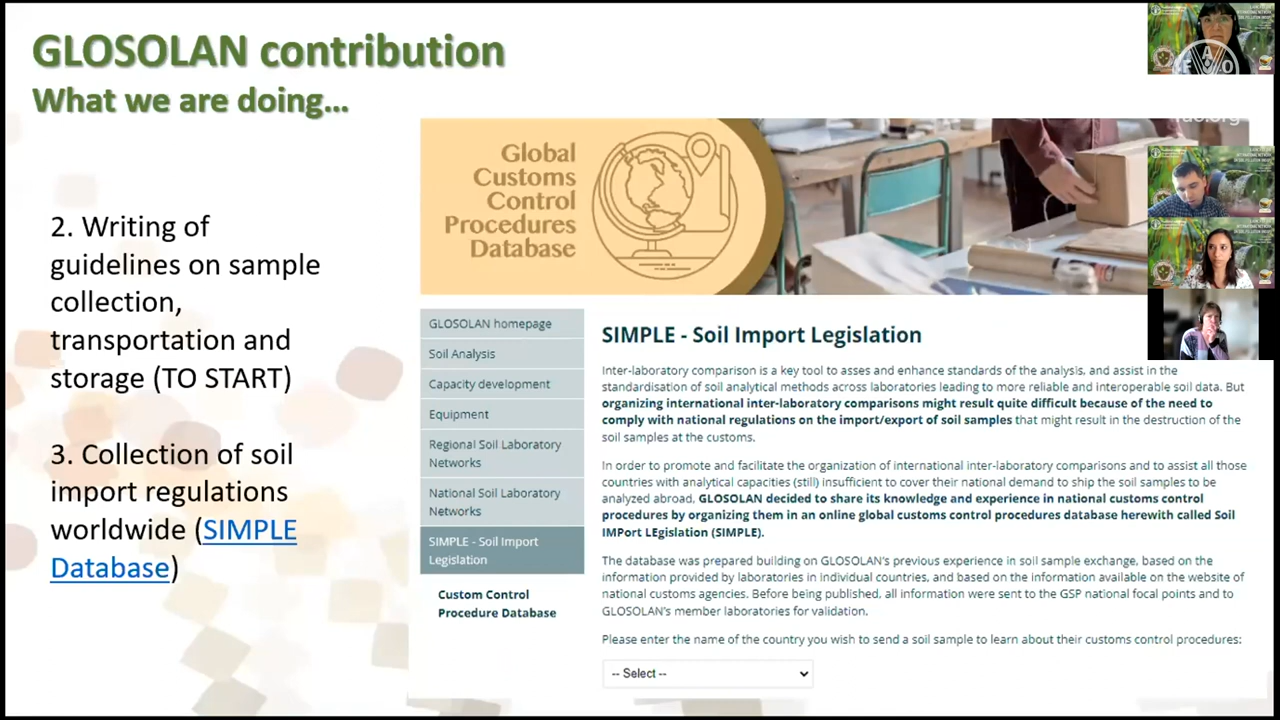 GLOSOLAN contribution
What we are doing...
2. Writing of
guidelines on sample
collection,
transportation and
storage (TO START)
3. Collection of soil
import regulations
worldwide (SIMPLE
Database)
Global
Customs
Control
Procedures
Database
GLOSOLAN homepage
Soil Analysis
Capacity development
Equipment
Regional Soil Laboratory
Networks
National Soil Laboratory
Networks
SIMPLE - Soil Import
Legislation
Custom Control
Procedure Database
SIMPLE - Soil Import Legislation
Inter-laboratory comparison is a key tool to asses and enhance standards of the analysis, and assist in the
standardisation of soil analytical methods across laboratories leading to more reliable and interoperable soil data. But
organizing international inter-laboratory comparisons might result quite difficult because of the need to
comply with national regulations on the import/export of soil samples that might result in the destruction of the
soil samples at the customs.
In order to promote and facilitate the organization of international inter-laboratory comparisons and to assist all those
countries with analytical capacities (still) insufficient to cover their national demand to ship the soil samples to be
analyzed abroad, GLOSOLAN decided to share its knowledge and experience in national customs control
procedures by organizing them in an online global customs control procedures database herewith called Soil
IMPort LEgislation (SIMPLE).
The database was prepared building on GLOSOLAN's previous experience in soil sample exchange, based on the
information provided by laboratories in individual countries, and based on the information available on the website of
national customs agencies. Before being published, all information were sent to the GSP national focal points and to
GLOSOLAN's member laboratories for validation.
Please enter the name of the country you wish to send a soil sample to learn about their customs control procedures:
-- Select --